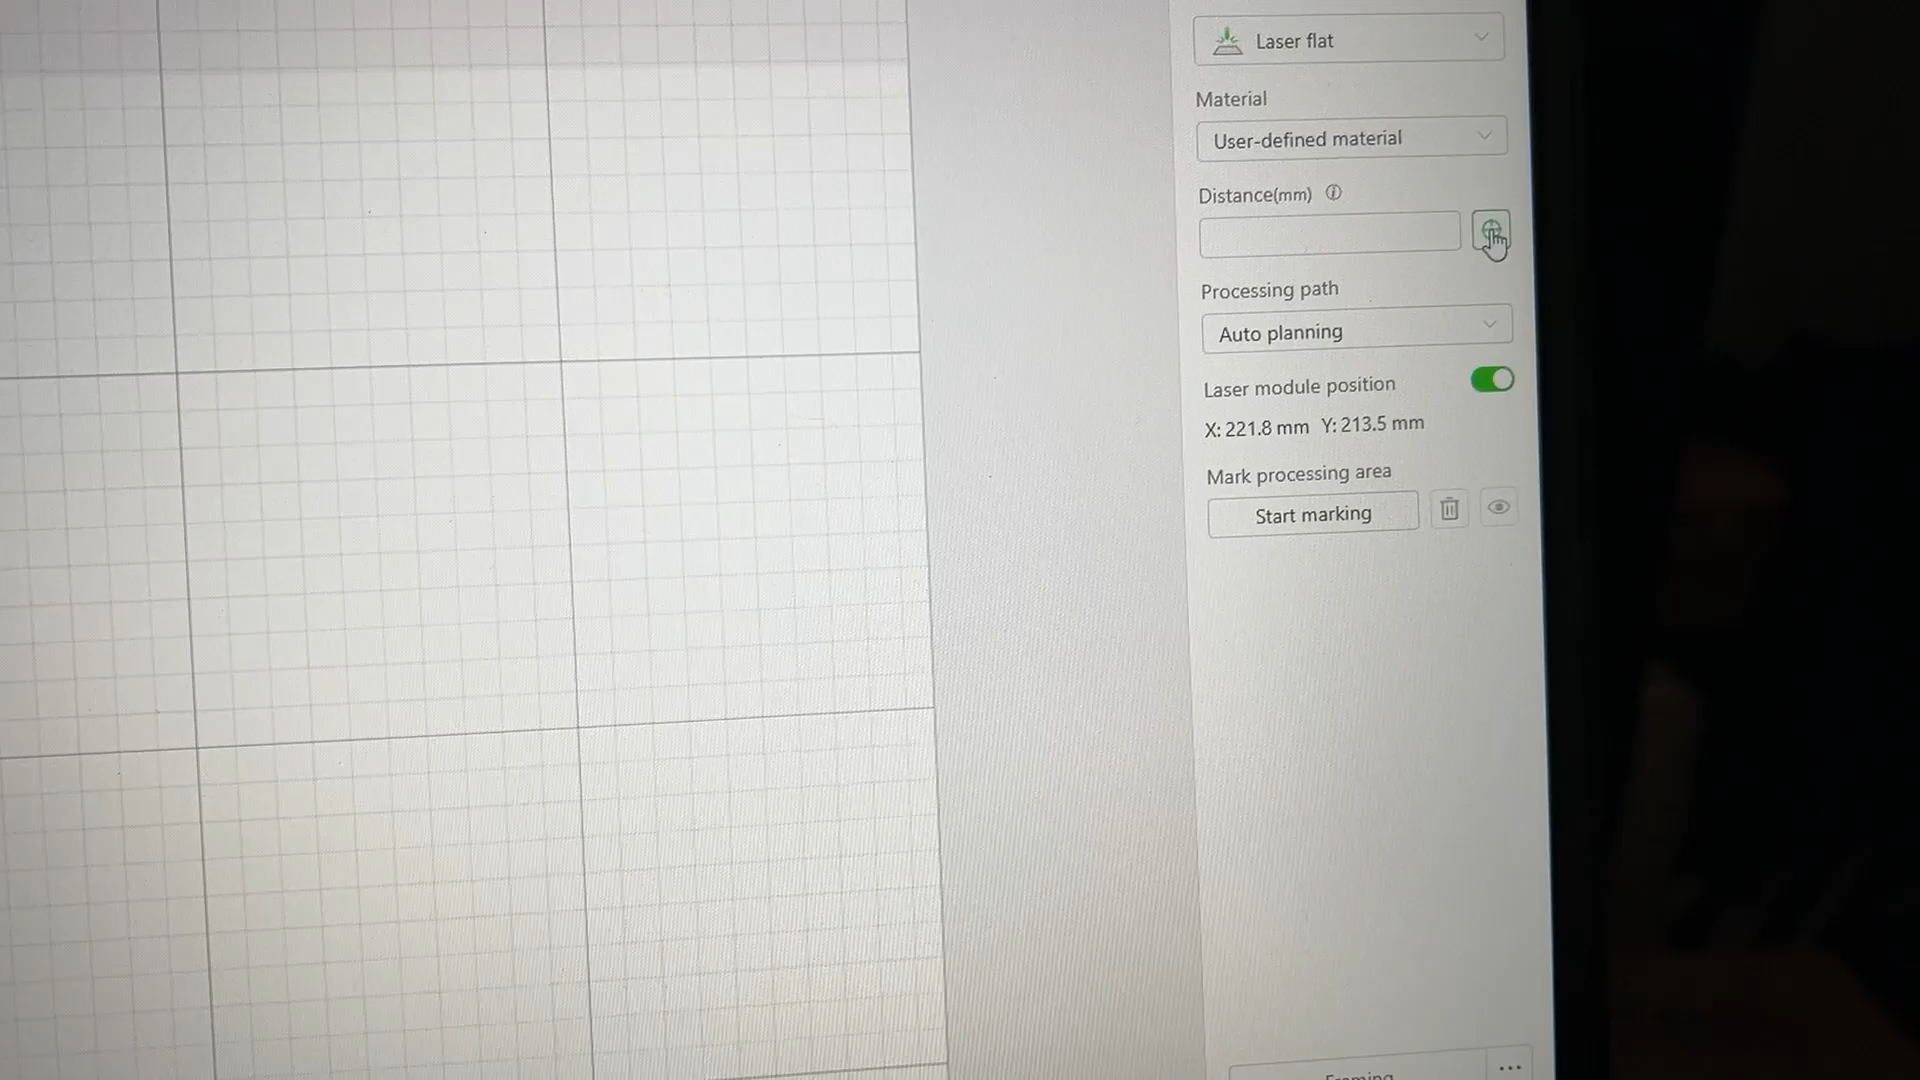 Laser flat
Material
User-defined material
Distance(mm)
Processing path
Auto planning
Laser module position
X: 221.8 mm Y: 213.5 mm
Mark processing area
Start marking
Framing